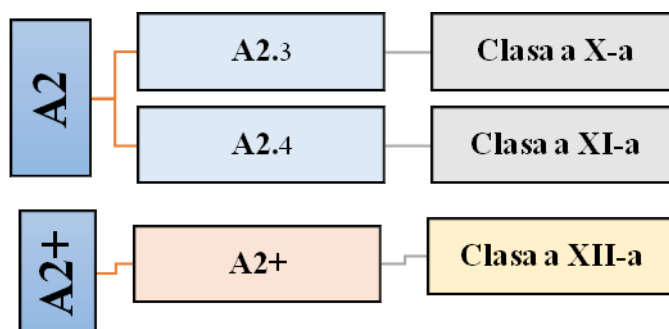 A2
A2.3
Clasa a X-a
A2.4
Clasa a XI-a
A2+
A2+
Clasa a XII-a